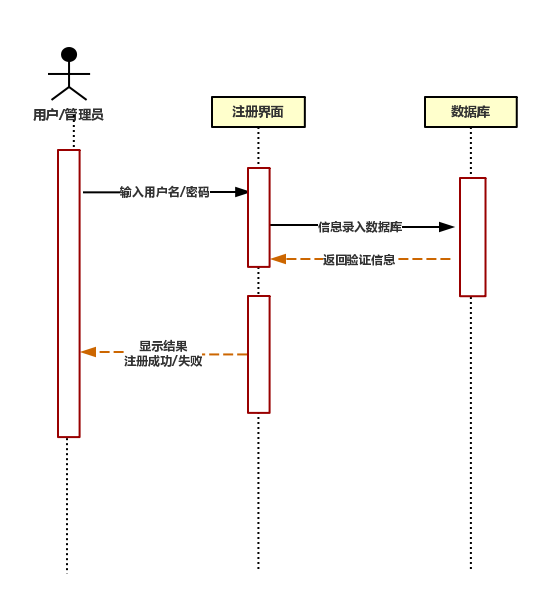 用户/管理员
注册界面
数据库
输入用户名/密码
信息录入数据库
返回验证信息
显示结果
注册成功/失败